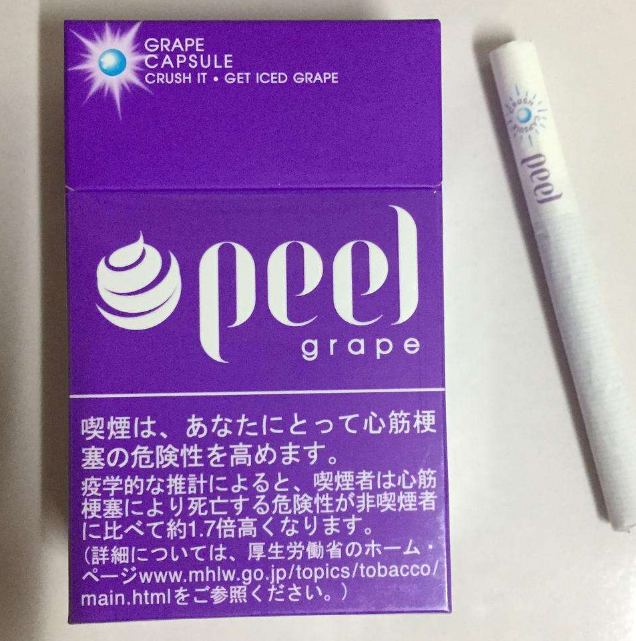 GRAPE
CAPSULE
CRUSH IT • GET ICED GRAPE
peel
grape
喫煙は、あなたにとって心筋梗
塞の危険性を高めます。
疫学的な推計によると、喫煙者は心筋
梗塞により死亡する危険性が非喫煙者
に比べて約1.7倍高くなります。
(詳細については、厚生労働省のホーム・
ページwww.mhlw.go.jp/topics/tobacco/
main.htmlをご参照ください。)
peel